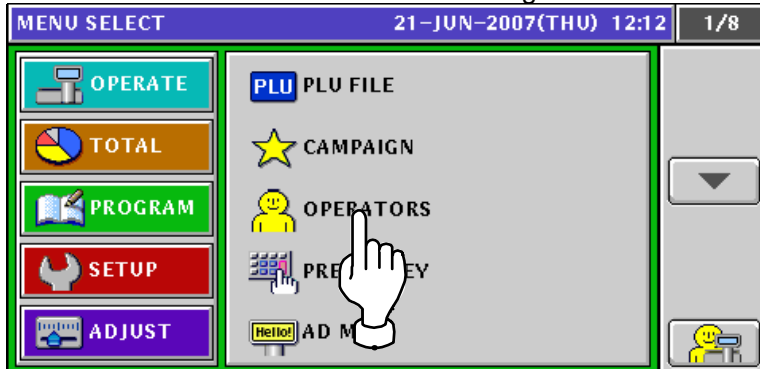 MENU SELECT 21-JUN-2007(THU) 12:12 1/8
OPERATE
TOTAL
PROGRAM
SETUP
ADJUST
PLU PLU FILE
CAMPAIGN
OPERATORS
Hello! AD